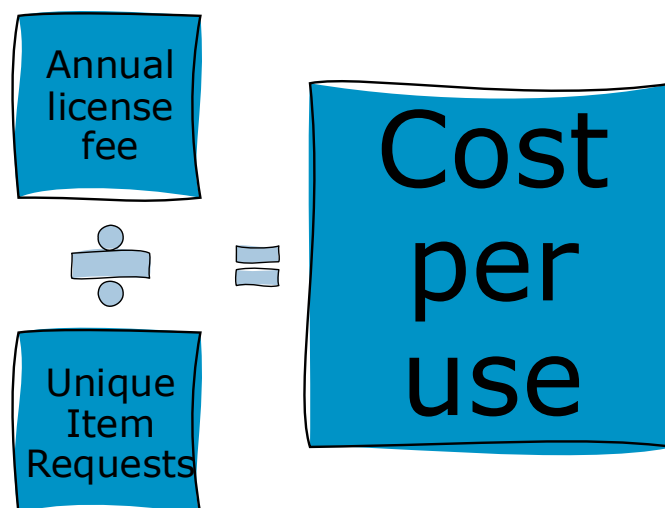 Annual
license
fee
÷
=
Unique
Item
Requests
Cost
per
use